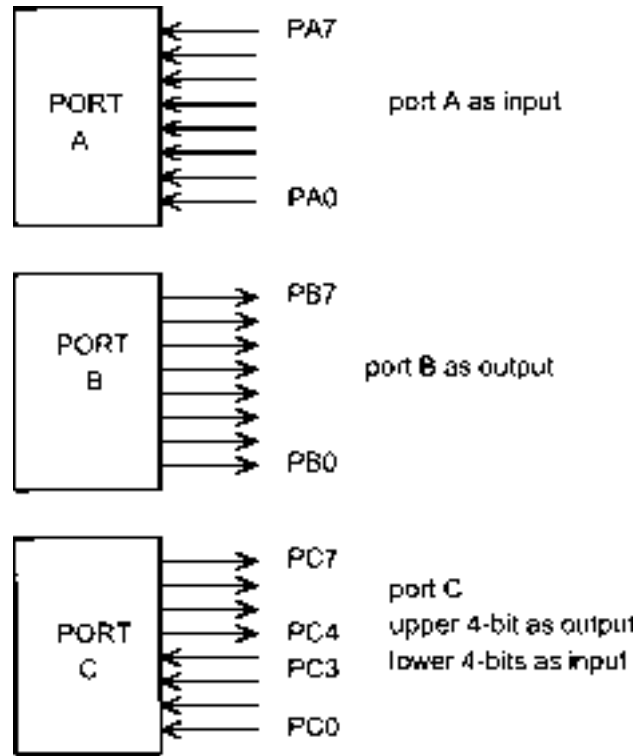 PORT
A
PA7
PA0
port A as input
PORT
B
PB7
PB0
port B as output
PORT
C
PC7
PC4
PC3
PC0
port C
upper 4-bit as output
lower 4-bits as input